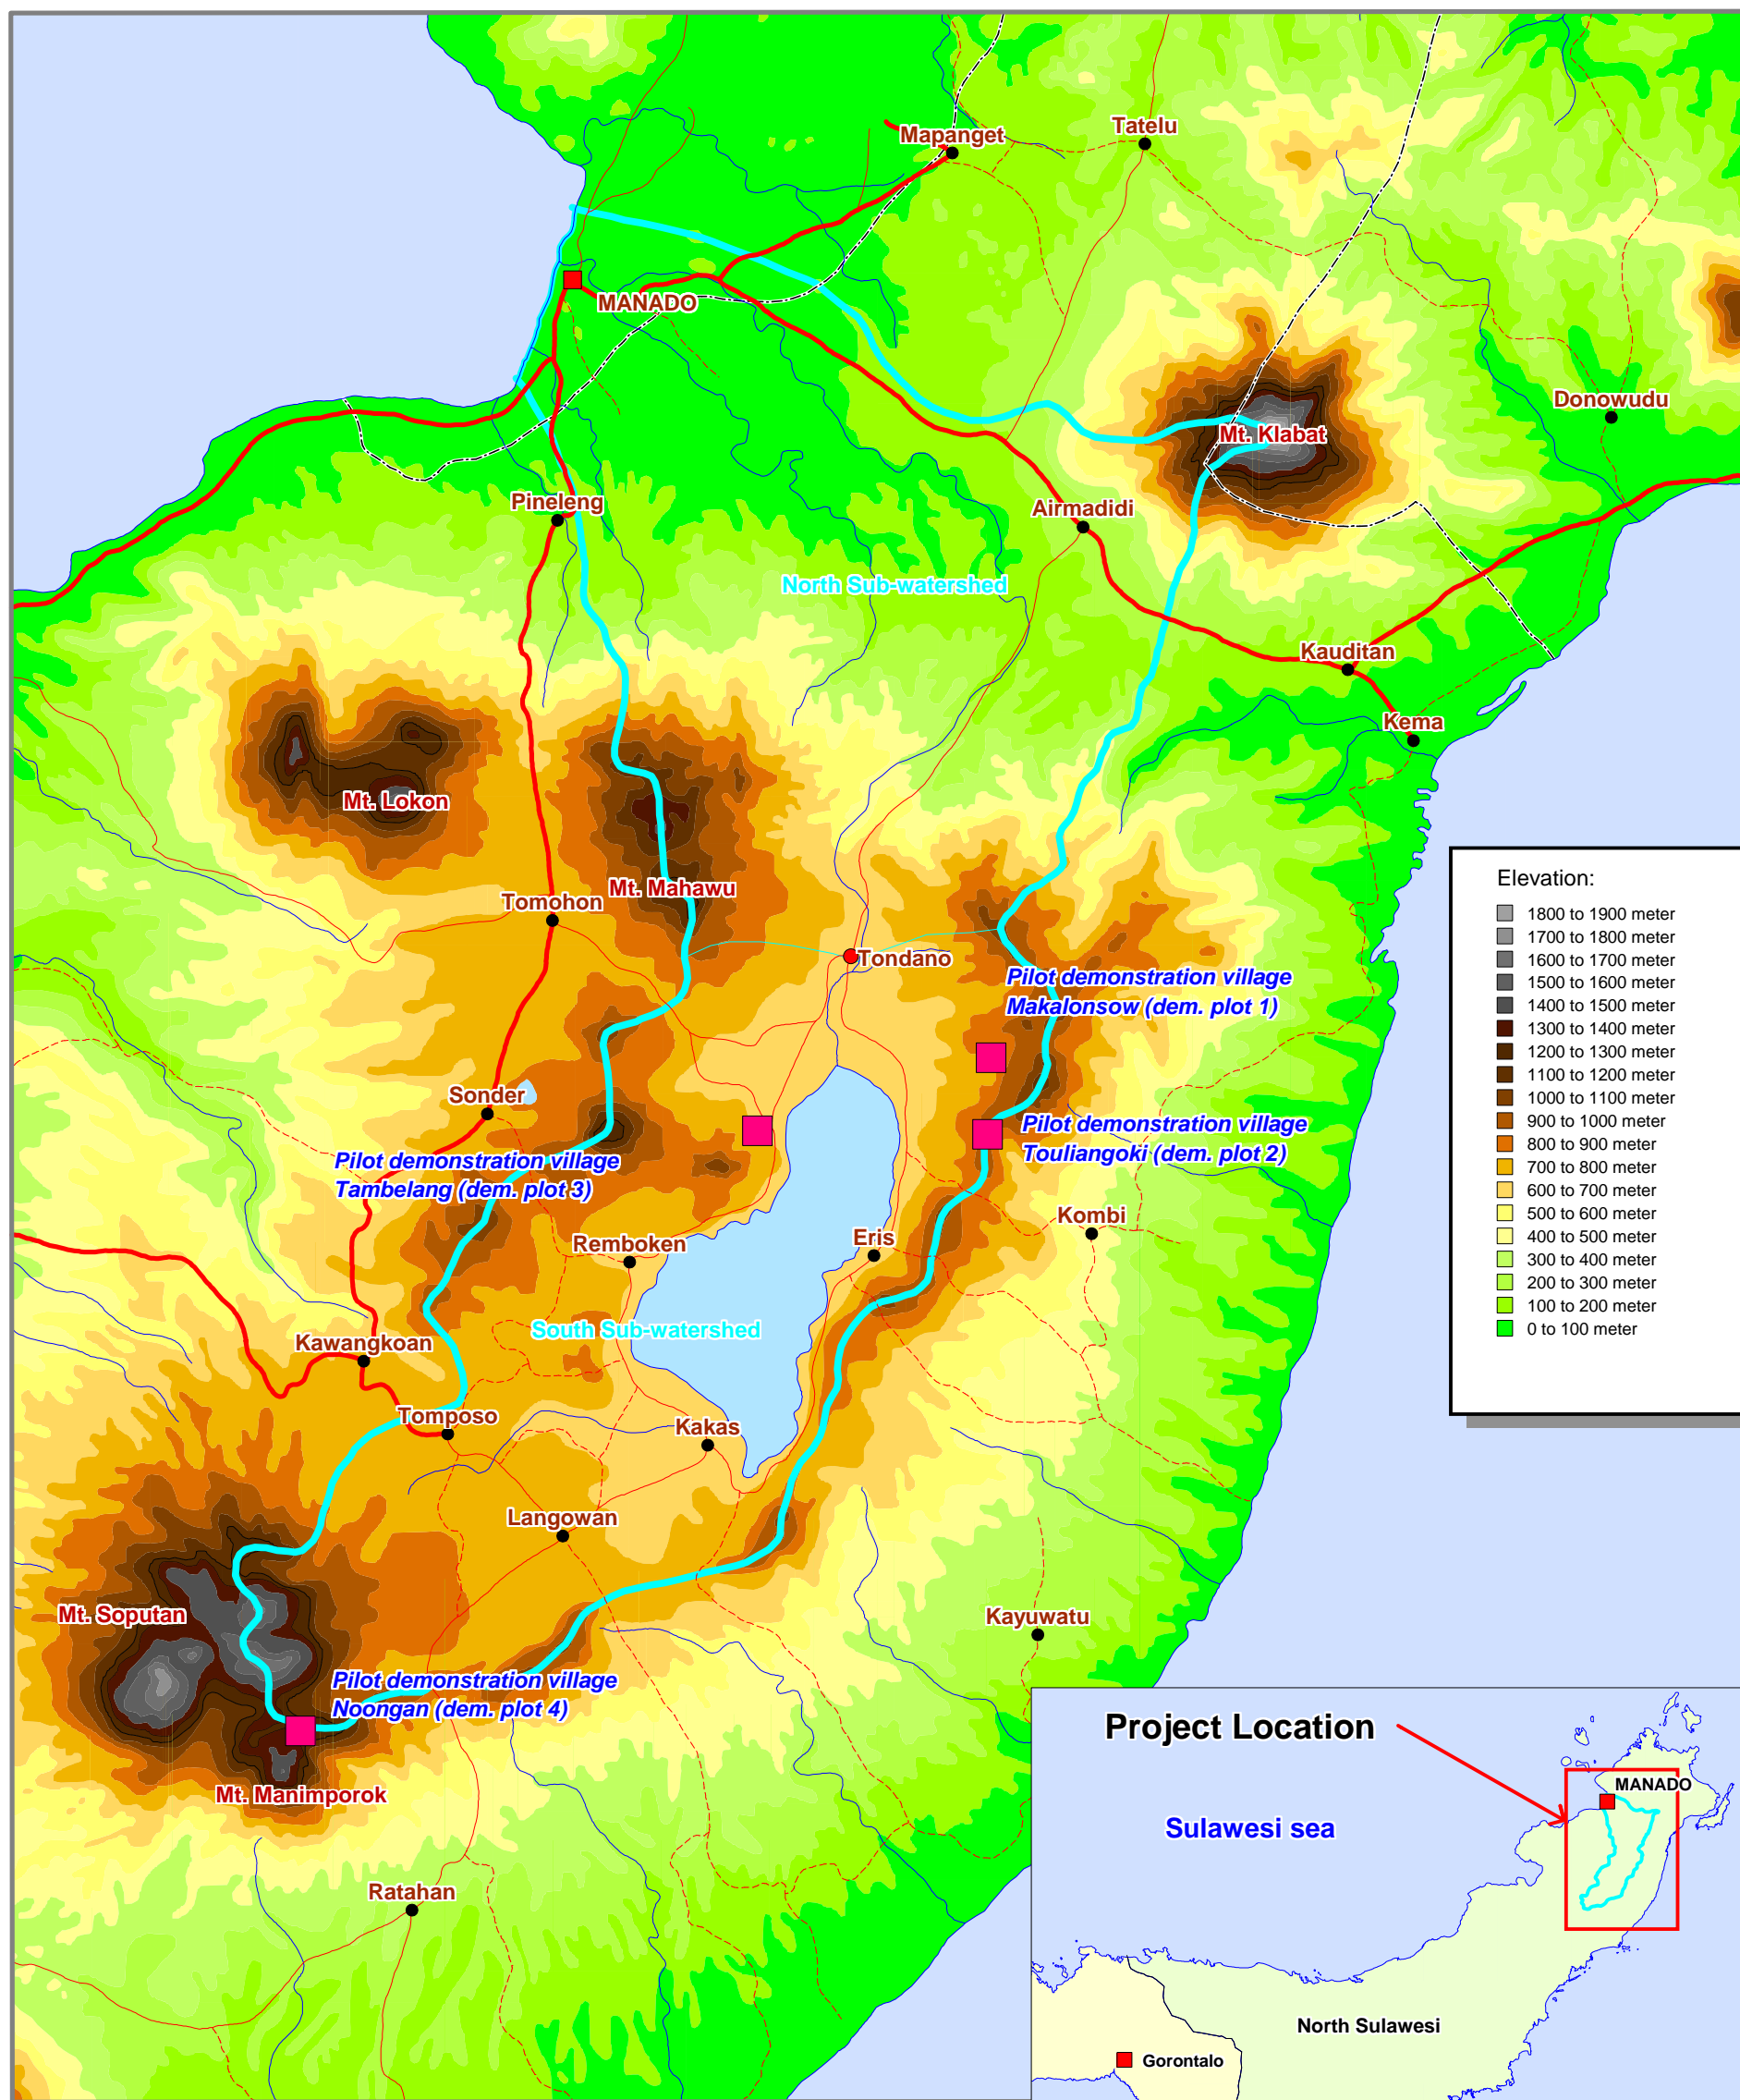 Mapanget
Tatelu
MANADO
Donowudu
Mt. Klabat
Pineleng
Airmadidi
North Sub-watershed
Kauditan
Kema
Mt. Lokon
Mt. Mahawu
Tomohon
Tondano
Pilot demonstration village
Makalonsow (dem. plot 1)
Sonder
Pilot demonstration village
Touliangoki (dem. plot 2)
Pilot demonstration village
Tambelang (dem. plot 3)
Kombi
Remboken
Eris
South Sub-watershed
Kawangkoan
Tomposo
Kakas
Langowan
Mt. Soputan
Kayuwatu
Pilot demonstration village
Noongan (dem. plot 4)
Mt. Manimporok
Ratahan
Elevation:
1800 to 1900 meter
1700 to 1800 meter
1600 to 1700 meter
1500 to 1600 meter
1400 to 1500 meter
1300 to 1400 meter
1200 to 1300 meter
1100 to 1200 meter
1000 to 1100 meter
900 to 1000 meter
800 to 900 meter
700 to 800 meter
600 to 700 meter
500 to 600 meter
400 to 500 meter
300 to 400 meter
200 to 300 meter
100 to 200 meter
0 to 100 meter
Project Location
MANADO
Sulawesi sea
North Sulawesi
Gorontalo